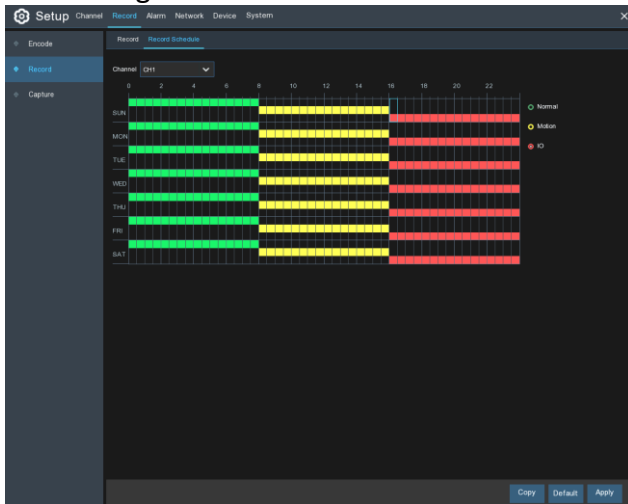 Setup Channel Record Alarm Network Device System X
Encode
Record
Capture
Record Record Schedule
Channel CH1
0 2 4 6 8 10 12 14 16 18 20 22
SUN
MON
TUE
WED
THU
FRI
SAT
Normal
Motion
IO
Copy Default Apply